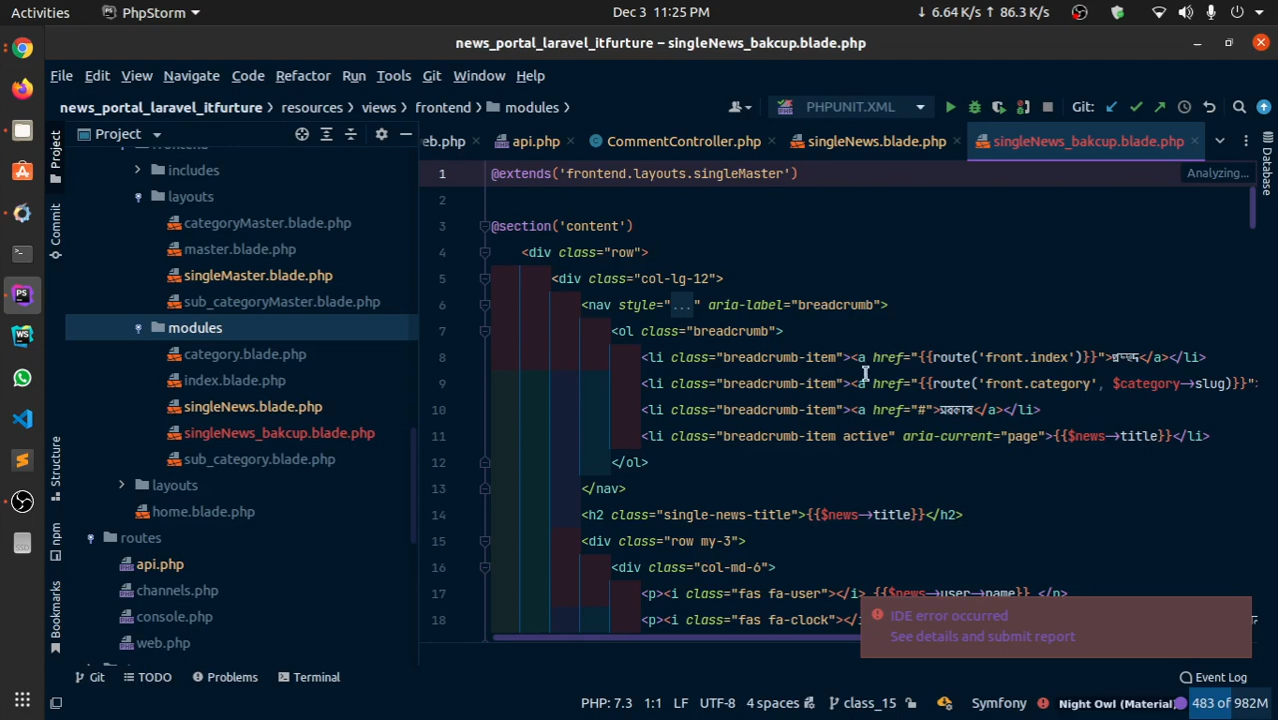 Activities PhpStorm Dec 3 11:25 PM ↓ 6.64 K/s ↑ 86.3 K/s
news_portal_laravel_itfurture – singleNews_bakcup.blade.php
File Edit View Navigate Code Refactor Run Tools Git Window Help
news_portal_laravel_itfurture resources views frontend modules PHPUNIT.XML Git:
Project eb.php api.php CommentController.php singleNews.blade.php singleNews_bakcup.blade.php
includes
layouts
categoryMaster.blade.php
master.blade.php
singleMaster.blade.php
sub_categoryMaster.blade.php
modules
category.blade.php
index.blade.php
singleNews.blade.php
singleNews_bakcup.blade.php
sub_category.blade.php
layouts
home.blade.php
routes
api.php
channels.php
console.php
web.php
Project
Commit
Structure
npm
Bookmarks
Database
Analyzing...
1 @extends('frontend.layouts.singleMaster')
2
3 @section('content')
4 <div class="row">
5 <div class="col-lg-12">
6 <nav style="..." aria-label="breadcrumb">
7 <ol class="breadcrumb">
8 <li class="breadcrumb-item"><a href="{{route('front.index')}}">প্রচ্ছদ</a></li>
9 <li class="breadcrumb-item"><a href="{{route('front.category', $category->slug)}}">
10 <li class="breadcrumb-item"><a href="#">সরকার</a></li>
11 <li class="breadcrumb-item active" aria-current="page">{{$news->title}}</li>
12 </ol>
13 </nav>
14 <h2 class="single-news-title">{{$news->title}}</h2>
15 <div class="row my-3">
16 <div class="col-md-6">
17 <p><i class="fas fa-user"></i> {{$news->user->name}} </p>
18 <p><i class="fas fa-clock"></i
IDE error occurred
See details and submit report
Git TODO Problems Terminal Event Log
PHP: 7.3 1:1 LF UTF-8 4 spaces class_15 Symfony Night Owl (Material) 483 of 982M